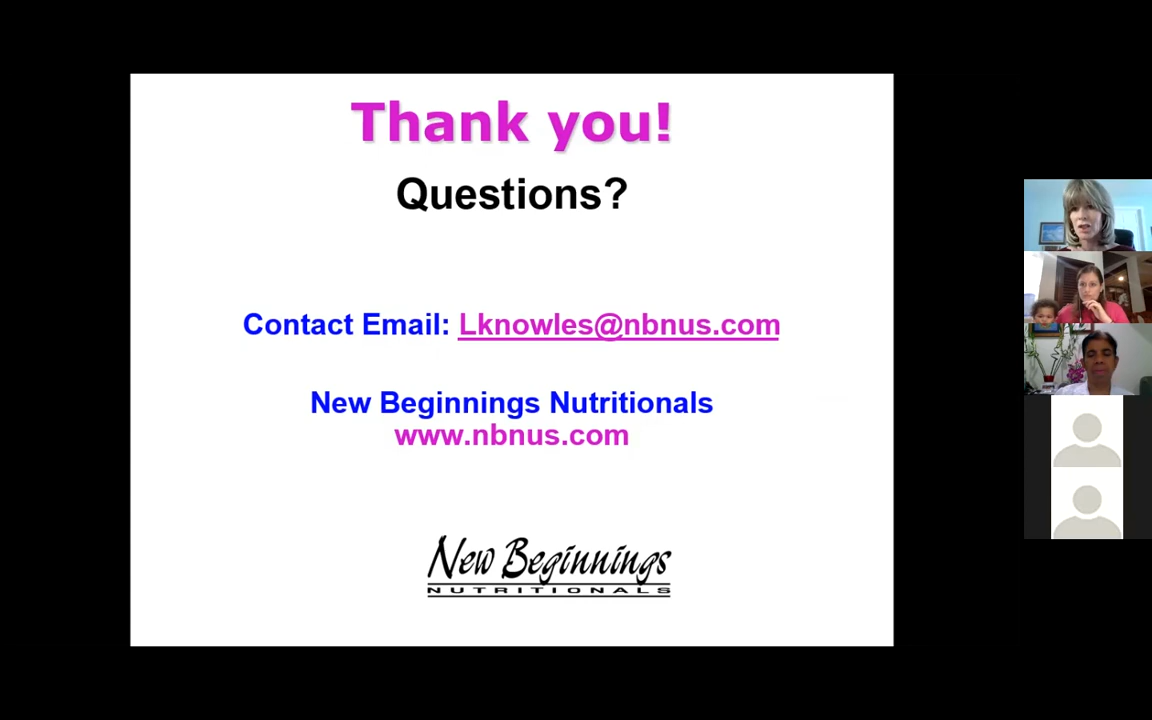 Thank you!
Questions?
Contact Email: Lknowles@nbnus.com
New Beginnings Nutritionals
www.nbnus.com
New Beginnings
NUTRITIONALS